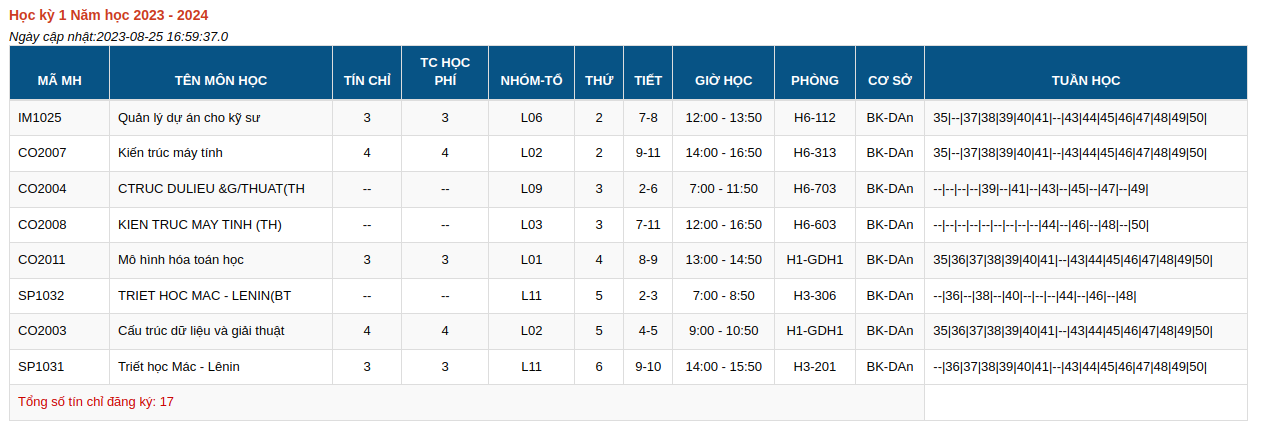 Học kỳ 1 Năm học 2023 - 2024
Ngày cập nhật:2023-08-25 16:59:37.0
MÃ MH TÊN MÔN HỌC TÍN CHỈ TC HỌC PHÍ NHÓM-TỔ THỨ TIẾT GIỜ HỌC PHÒNG CƠ SỞ TUẦN HỌC
IM1025 Quản lý dự án cho kỹ sư 3 3 L06 2 7-8 12:00 - 13:50 H6-112 BK-DAn 35|--|37|38|39|40|41|--|43|44|45|46|47|48|49|50|
CO2007 Kiến trúc máy tính 4 4 L02 2 9-11 14:00 - 16:50 H6-313 BK-DAn 35|--|37|38|39|40|41|--|43|44|45|46|47|48|49|50|
CO2004 CTRUC DULIEU &G/THUAT(TH -- -- L09 3 2-6 7:00 - 11:50 H6-703 BK-DAn --|--|--|--|39|--|41|--|43|--|45|--|47|--|49|
CO2008 KIEN TRUC MAY TINH (TH) -- -- L03 3 7-11 12:00 - 16:50 H6-603 BK-DAn --|--|--|--|--|--|--|--|--|44|--|46|--|48|--|50|
CO2011 Mô hình hóa toán học 3 3 L01 4 8-9 13:00 - 14:50 H1-GDH1 BK-DAn 35|36|37|38|39|40|41|--|43|44|45|46|47|48|49|50|
SP1032 TRIET HOC MAC - LENIN(BT -- -- L11 5 2-3 7:00 - 8:50 H3-306 BK-DAn --|36|--|38|--|40|--|--|--|44|--|46|--|48|
CO2003 Cấu trúc dữ liệu và giải thuật 4 4 L02 5 4-5 9:00 - 10:50 H1-GDH1 BK-DAn 35|36|37|38|39|40|41|--|43|44|45|46|47|48|49|50|
SP1031 Triết học Mác - Lênin 3 3 L11 6 9-10 14:00 - 15:50 H3-201 BK-DAn --|36|37|38|39|40|41|--|43|44|45|46|47|48|49|50|
Tổng số tín chỉ đăng ký: 17